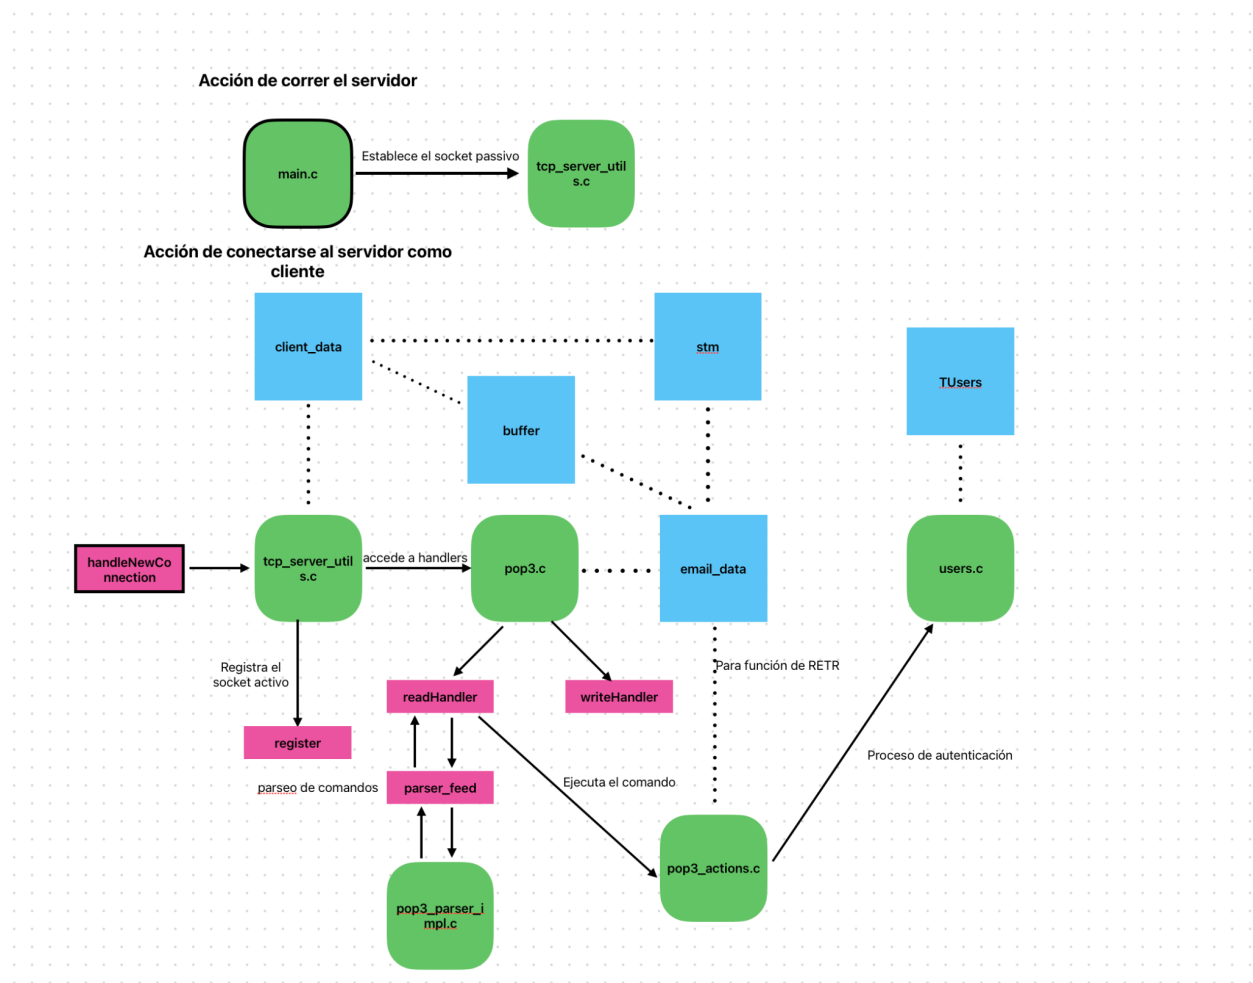 Acción de correr el servidor
main.c
Establece el socket passivo
tcp_server_util
s.c
Acción de conectarse al servidor como
cliente
client_data
stm
TUsers
buffer
handleNewCo
nnection
tcp_server_util
s.c
accede a handlers
pop3.c
email_data
users.c
Registra el
socket activo
Para función de RETR
readHandler
writeHandler
register
Proceso de autenticación
parseo de comandos
parser_feed
Ejecuta el comando
pop3_actions.c
pop3_parser_i
mpl.c